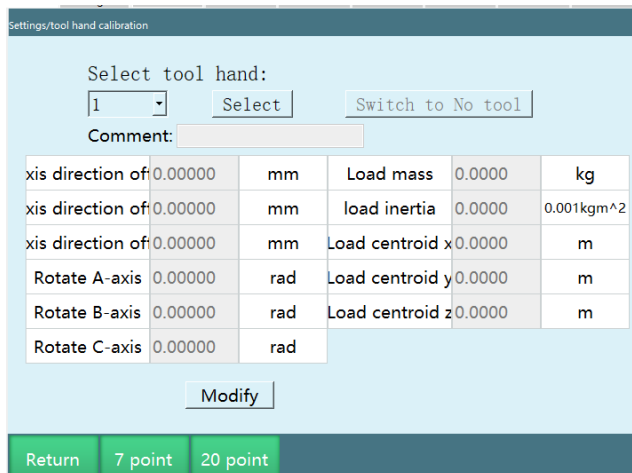 Settings/tool hand calibration
Select tool hand:
1 Select Switch to No tool
Comment:
xis direction of 0.00000 mm Load mass 0.0000 kg
xis direction of 0.00000 mm load inertia 0.0000 0.001kgm^2
xis direction of 0.00000 mm Load centroid x 0.0000 m
Rotate A-axis 0.00000 rad Load centroid y 0.0000 m
Rotate B-axis 0.00000 rad Load centroid z 0.0000 m
Rotate C-axis 0.00000 rad
Modify
Return 7 point 20 point